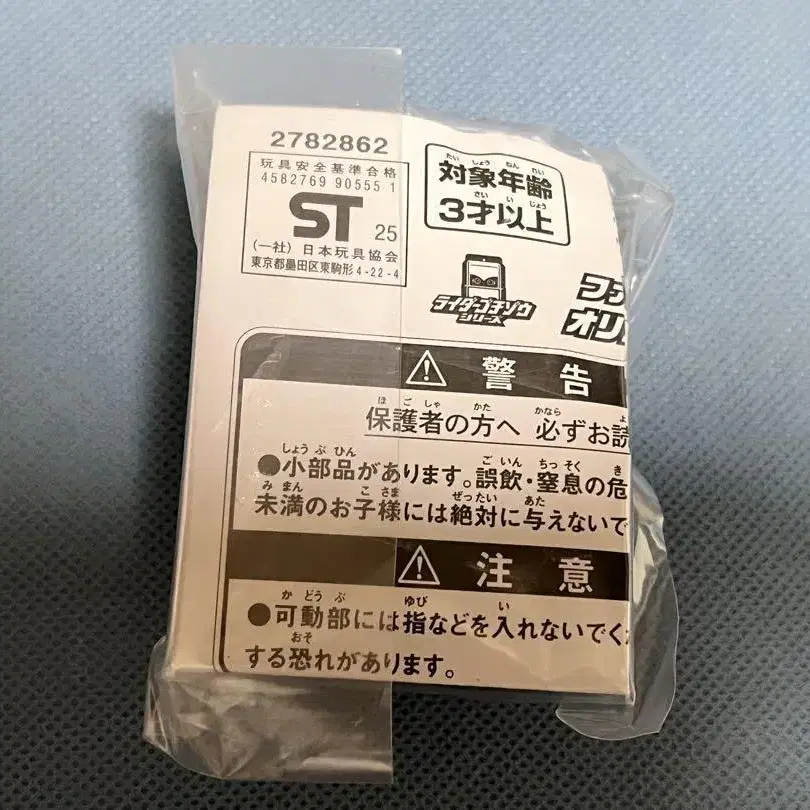 2782862
玩具安全基準合格
4582769 90555 1
ST 25
(一社)日本玩具協会
東京都墨田区東駒形4-22-4
たいしょうねんれい
対象年齢
さいいじょう
3才以上
ライダーゴチゾウ
シリーズ
ファ
オリ
警告
ほごしゃ かた かなら よ
保護者の方へ 必ずお読
しょうぶひん ごいん ちっそく き
●小部品があります。誤飲・窒息の危
みまん こさま ぜったい あた
未満のお子様には絶対に与えないで
注意
かどうぶ ゆび い
●可動部には指などを入れないでく
おそ
する恐れがあります。